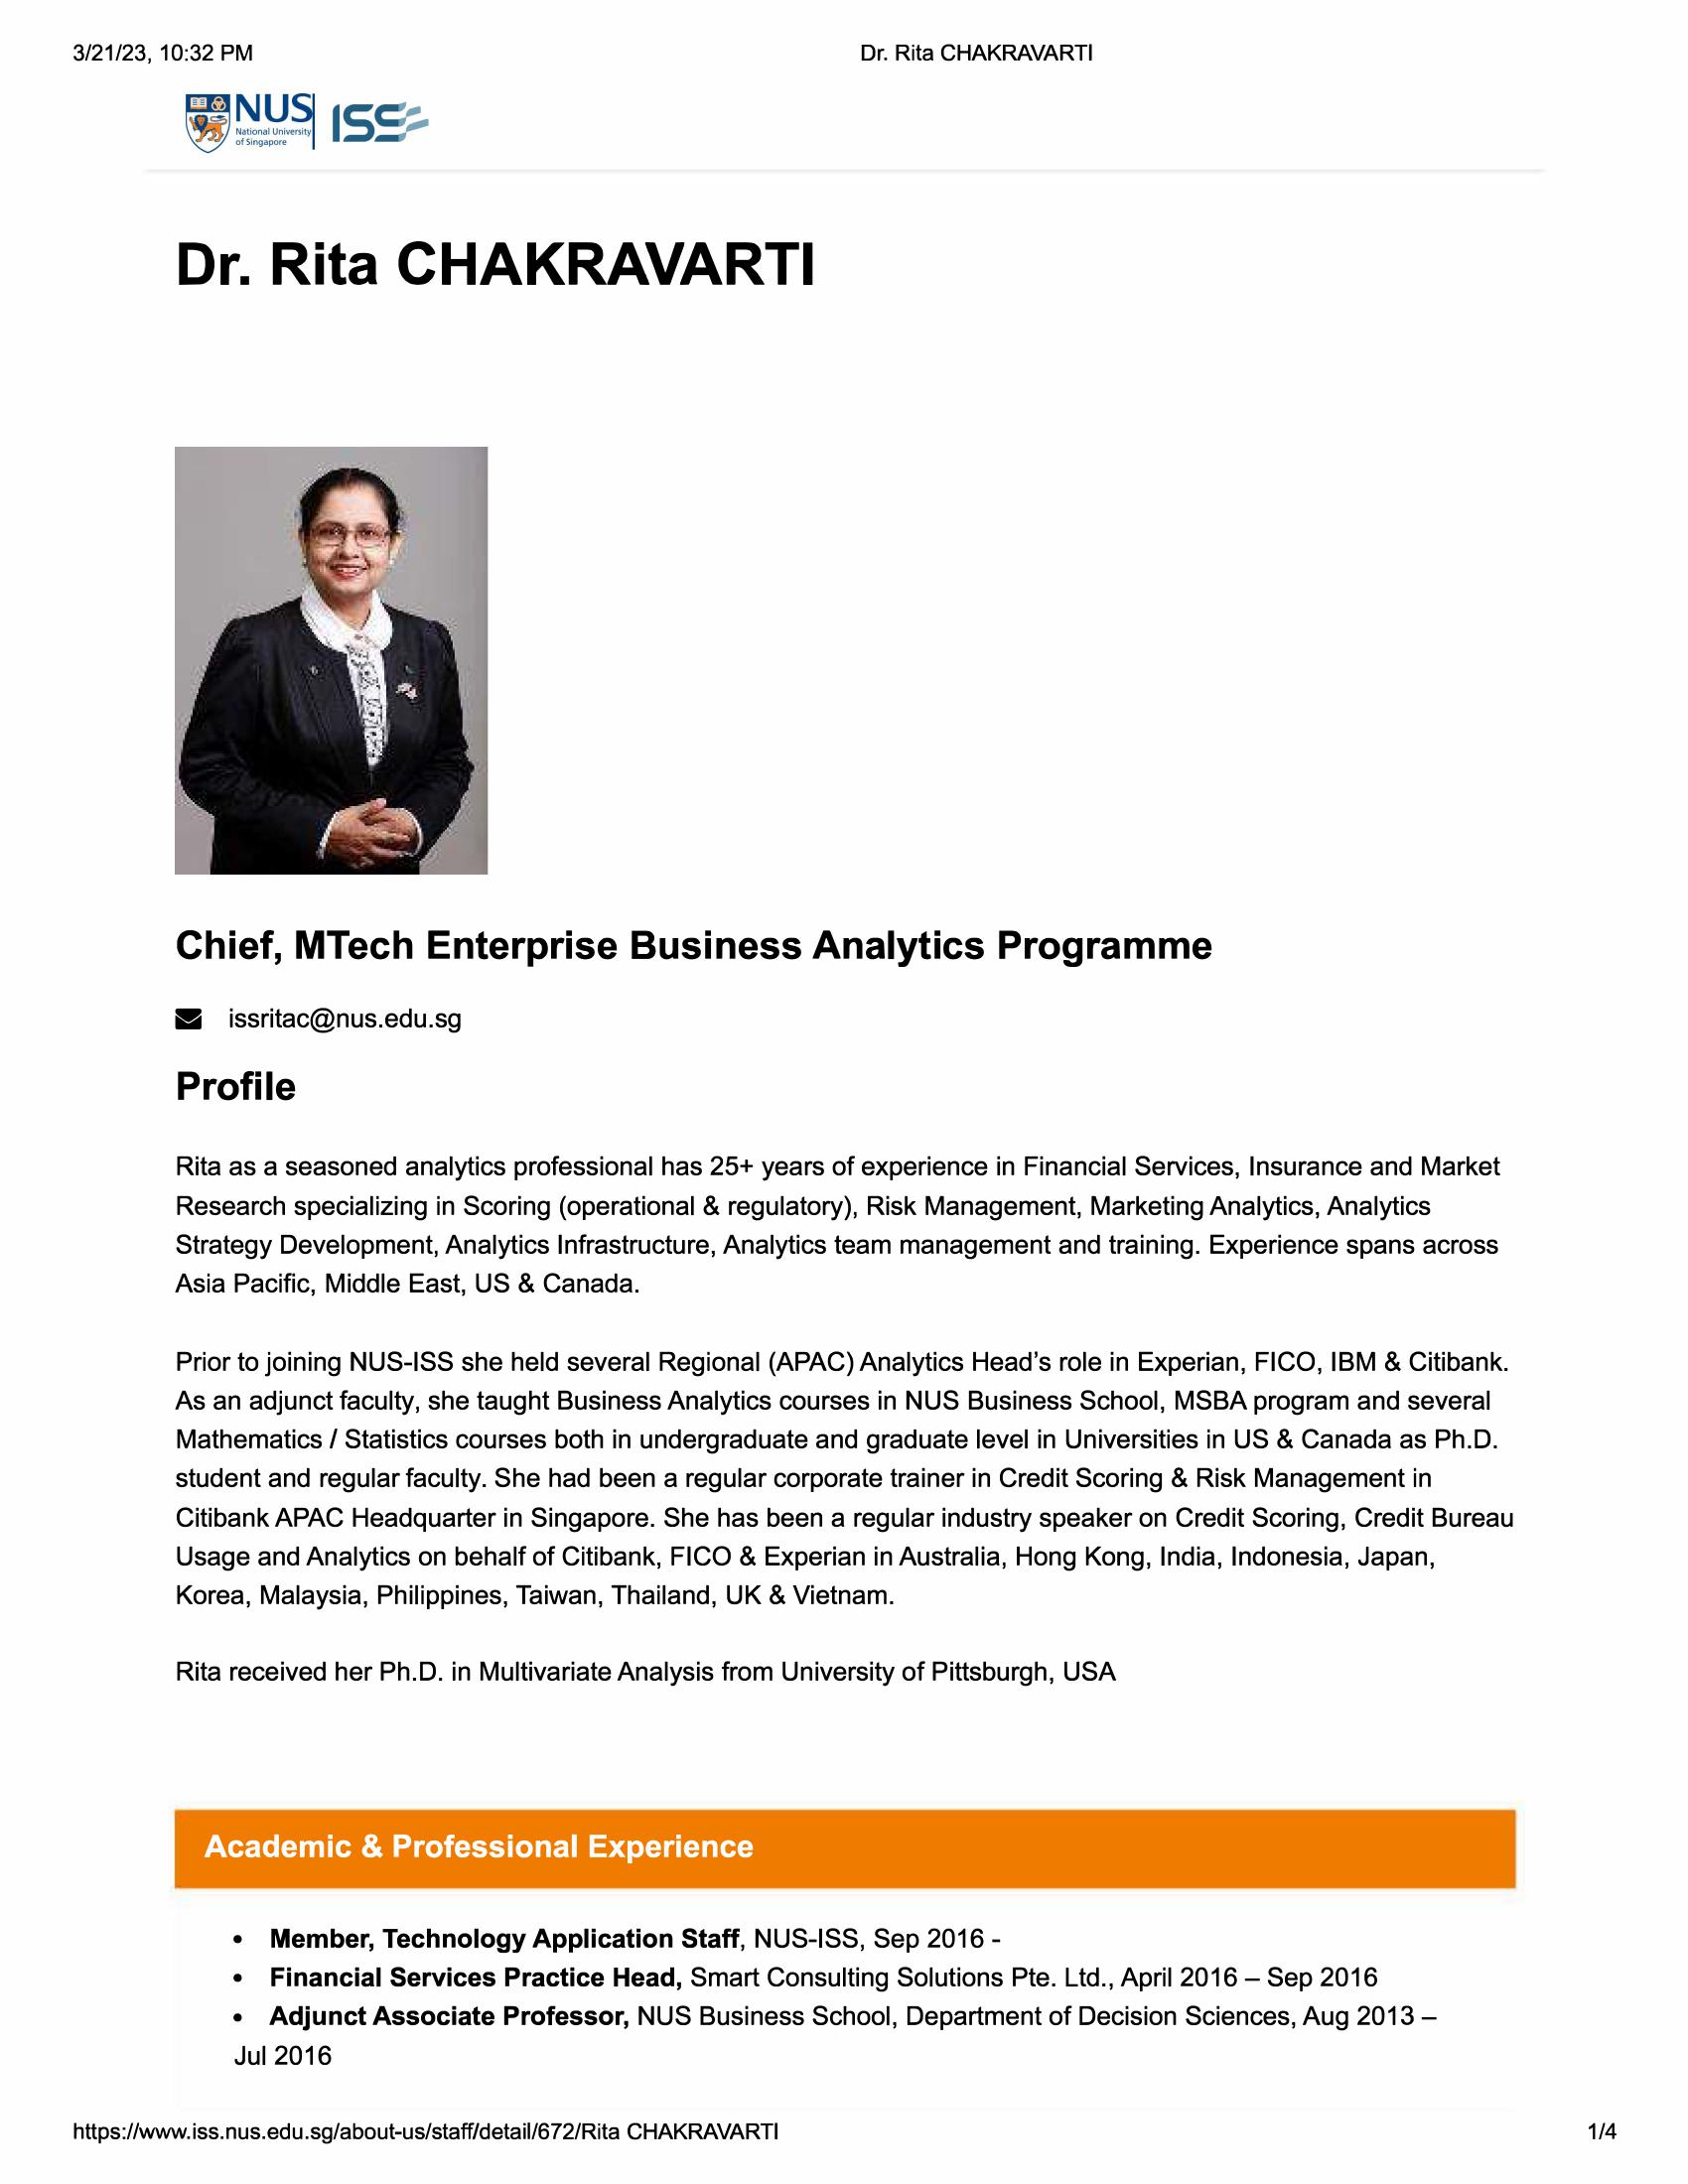 3/21/23, 10:32 PM
Dr. Rita CHAKRAVARTI
NUS
National University
of Singapore
ISS
Dr. Rita CHAKRAVARTI
Chief, MTech Enterprise Business Analytics Programme
issritac@nus.edu.sg
Profile
Rita as a seasoned analytics professional has 25+ years of experience in Financial Services, Insurance and Market
Research specializing in Scoring (operational & regulatory), Risk Management, Marketing Analytics, Analytics
Strategy Development, Analytics Infrastructure, Analytics team management and training. Experience spans across
Asia Pacific, Middle East, US & Canada.
Prior to joining NUS-ISS she held several Regional (APAC) Analytics Head’s role in Experian, FICO, IBM & Citibank.
As an adjunct faculty, she taught Business Analytics courses in NUS Business School, MSBA program and several
Mathematics / Statistics courses both in undergraduate and graduate level in Universities in US & Canada as Ph.D.
student and regular faculty. She had been a regular corporate trainer in Credit Scoring & Risk Management in
Citibank APAC Headquarter in Singapore. She has been a regular industry speaker on Credit Scoring, Credit Bureau
Usage and Analytics on behalf of Citibank, FICO & Experian in Australia, Hong Kong, India, Indonesia, Japan,
Korea, Malaysia, Philippines, Taiwan, Thailand, UK & Vietnam.
Rita received her Ph.D. in Multivariate Analysis from University of Pittsburgh, USA
Academic & Professional Experience
• Member, Technology Application Staff, NUS-ISS, Sep 2016 -
• Financial Services Practice Head, Smart Consulting Solutions Pte. Ltd., April 2016 – Sep 2016
• Adjunct Associate Professor, NUS Business School, Department of Decision Sciences, Aug 2013 –
Jul 2016
https://www.iss.nus.edu.sg/about-us/staff/detail/672/Rita CHAKRAVARTI
1/4